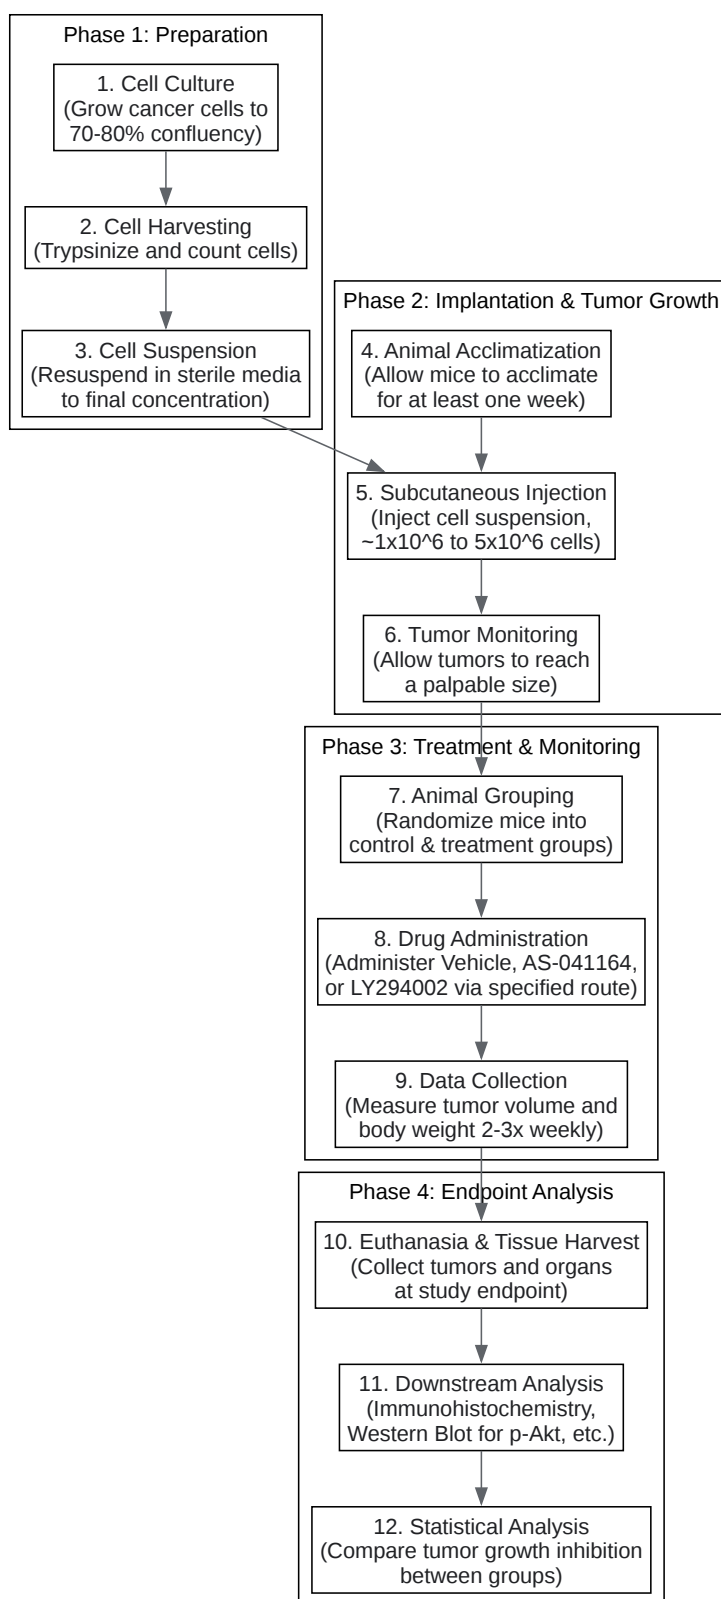 Phase 1: Preparation
1. Cell Culture
(Grow cancer cells to
70-80% confluency)
2. Cell Harvesting
(Trypsinize and count cells)
3. Cell Suspension
(Resuspend in sterile media
to final concentration)
Phase 2: Implantation & Tumor Growth
4. Animal Acclimatization
(Allow mice to acclimate
for at least one week)
5. Subcutaneous Injection
(Inject cell suspension,
~1x10^6 to 5x10^6 cells)
6. Tumor Monitoring
(Allow tumors to reach
a palpable size)
Phase 3: Treatment & Monitoring
7. Animal Grouping
(Randomize mice into
control & treatment groups)
8. Drug Administration
(Administer Vehicle, AS-041164,
or LY294002 via specified route)
9. Data Collection
(Measure tumor volume and
body weight 2-3x weekly)
Phase 4: Endpoint Analysis
10. Euthanasia & Tissue Harvest
(Collect tumors and organs
at study endpoint)
11. Downstream Analysis
(Immunohistochemistry,
Western Blot for p-Akt, etc.)
12. Statistical Analysis
(Compare tumor growth inhibition
between groups)